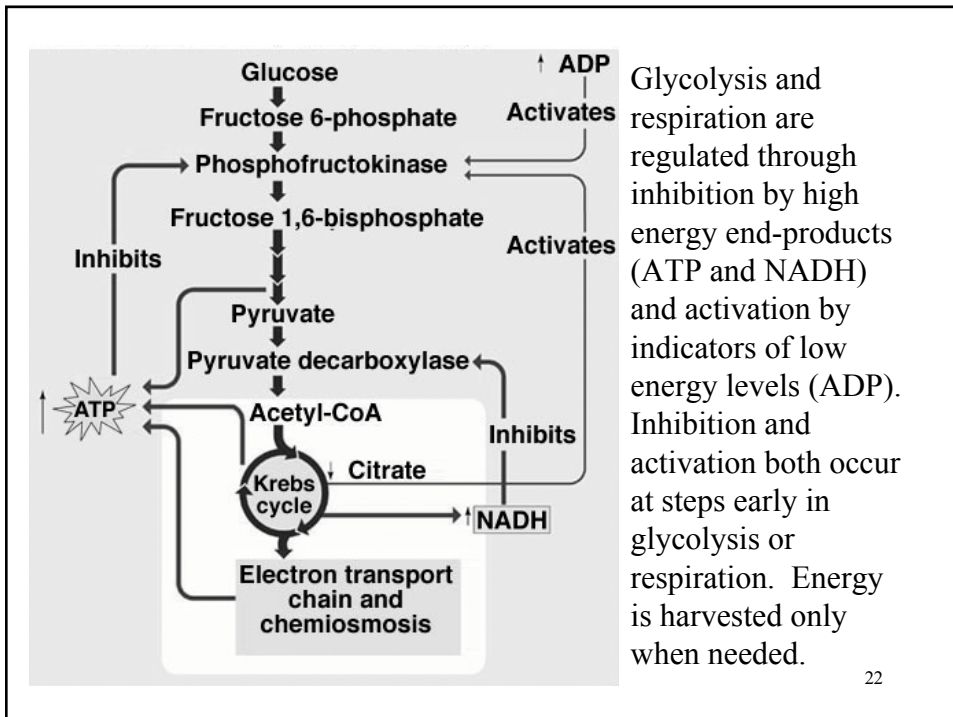 Glucose
↑ ADP
Fructose 6-phosphate
Activates
Phosphofructokinase
Fructose 1,6-bisphosphate
Inhibits
Activates
Pyruvate
Pyruvate decarboxylase
↑ ATP
Acetyl-CoA
Inhibits
↓ Citrate
Krebs
cycle
↑ NADH
Electron transport
chain and
chemiosmosis
Glycolysis and
respiration are
regulated through
inhibition by high
energy end-products
(ATP and NADH)
and activation by
indicators of low
energy levels (ADP).
Inhibition and
activation both occur
at steps early in
glycolysis or
respiration.  Energy
is harvested only
when needed.
22